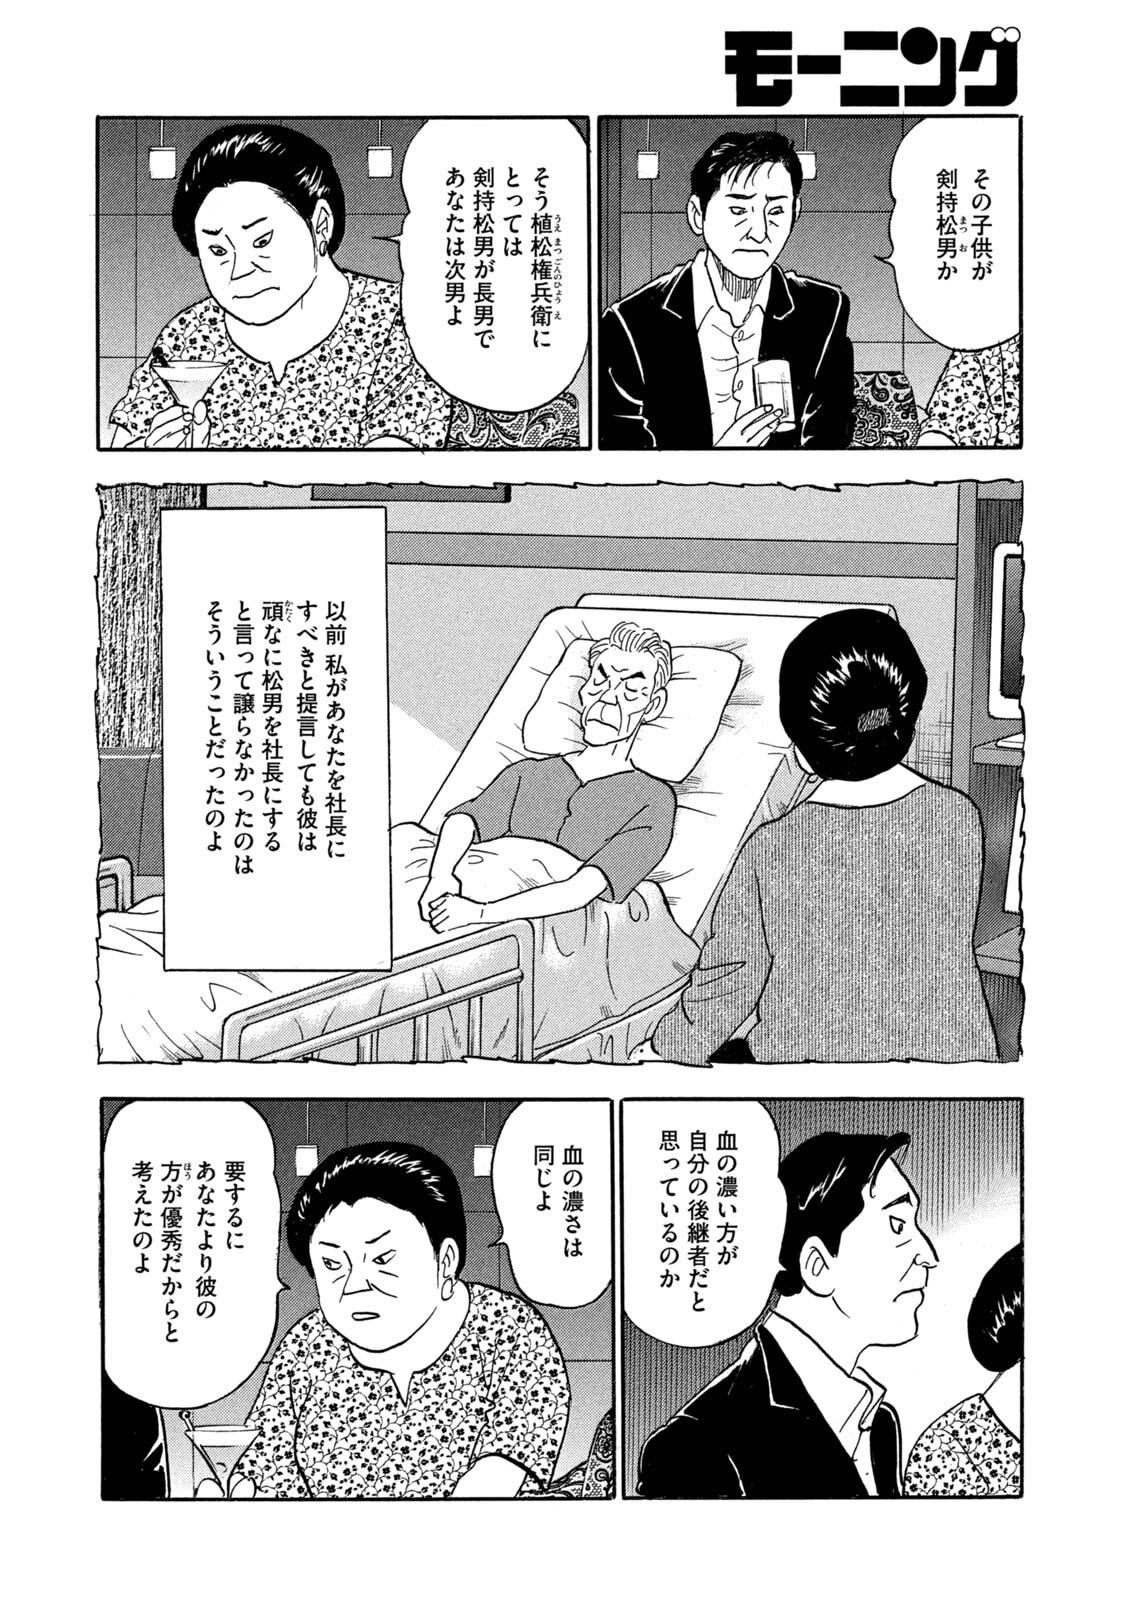 モーニング
その子供が
剣持松男か
そう植松権兵衛に
とっては
剣持松男が長男で
あなたは次男よ
以前 私があなたを社長に
すべきと提言しても彼は
頑なに松男を社長にする
と言って譲らなかったのは
そういうことだったのよ
血の濃い方が
自分の後継者だと
思っているのか
血の濃さは
同じよ
要するに
あなたより彼の
方が優秀だからと
考えたのよ